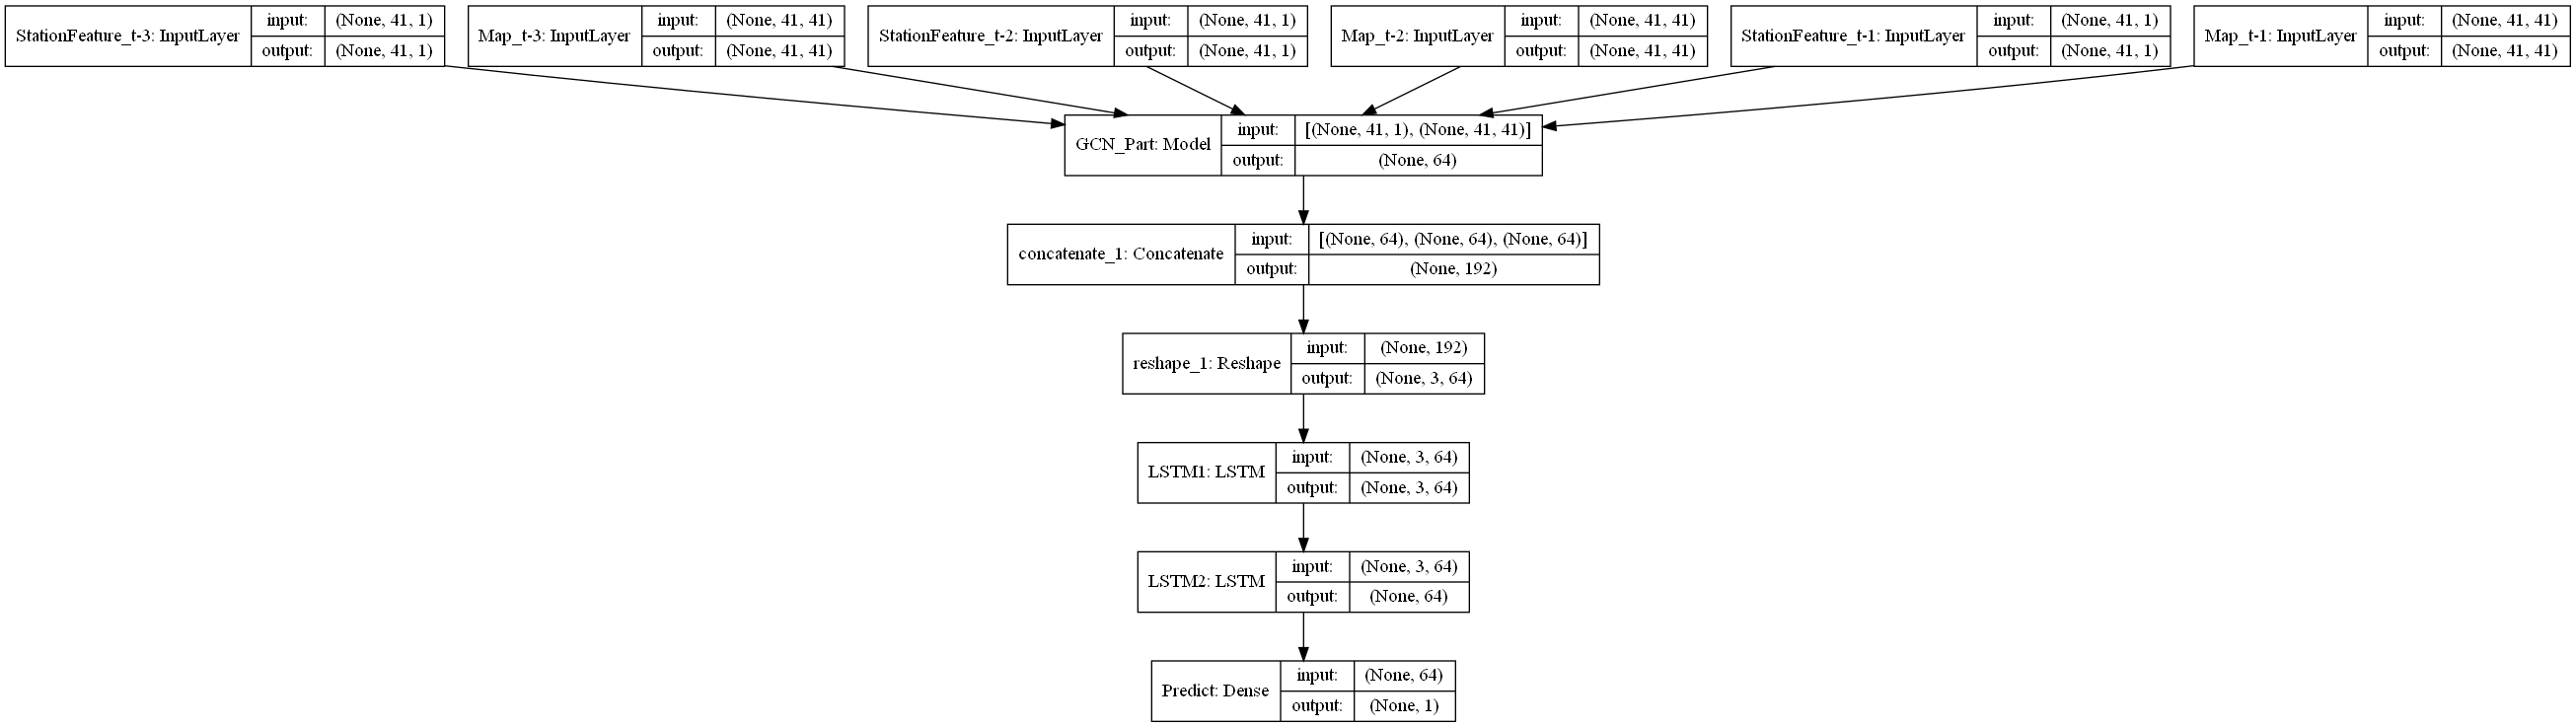 StationFeature_t-3: InputLayer
input: (None, 41, 1)
output: (None, 41, 1)
Map_t-3: InputLayer
input: (None, 41, 41)
output: (None, 41, 41)
StationFeature_t-2: InputLayer
input: (None, 41, 1)
output: (None, 41, 1)
Map_t-2: InputLayer
input: (None, 41, 41)
output: (None, 41, 41)
StationFeature_t-1: InputLayer
input: (None, 41, 1)
output: (None, 41, 1)
Map_t-1: InputLayer
input: (None, 41, 41)
output: (None, 41, 41)
GCN_Part: Model
input: [(None, 41, 1), (None, 41, 41)]
output: (None, 64)
concatenate_1: Concatenate
input: [(None, 64), (None, 64), (None, 64)]
output: (None, 192)
reshape_1: Reshape
input: (None, 192)
output: (None, 3, 64)
LSTM1: LSTM
input: (None, 3, 64)
output: (None, 3, 64)
LSTM2: LSTM
input: (None, 3, 64)
output: (None, 64)
Predict: Dense
input: (None, 64)
output: (None, 1)